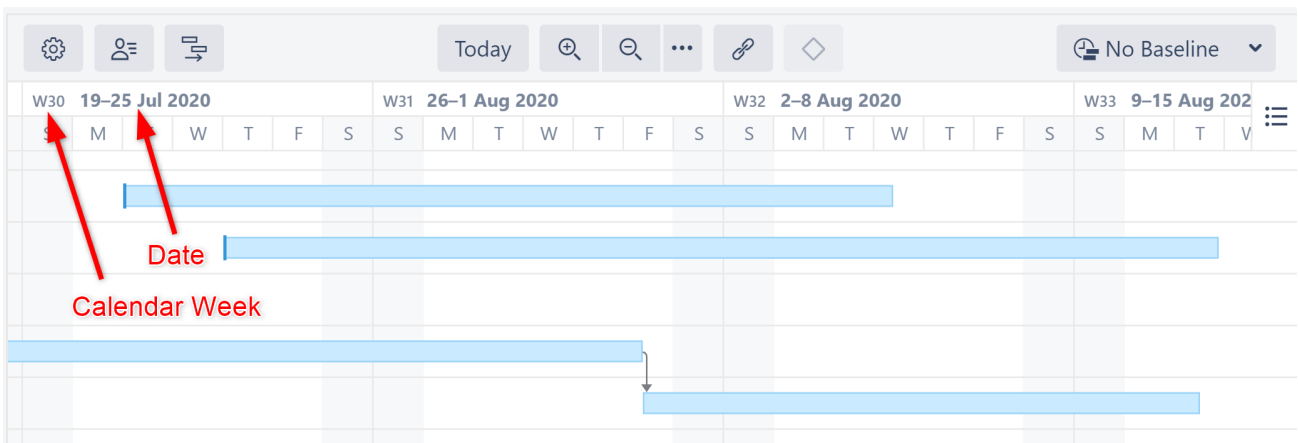 Today ••• No Baseline
W30 19–25 Jul 2020 W31 26–1 Aug 2020 W32 2–8 Aug 2020 W33 9–15 Aug 202
S M W T F S S M T W T F S S M T W T F S S M T W
Date
Calendar Week